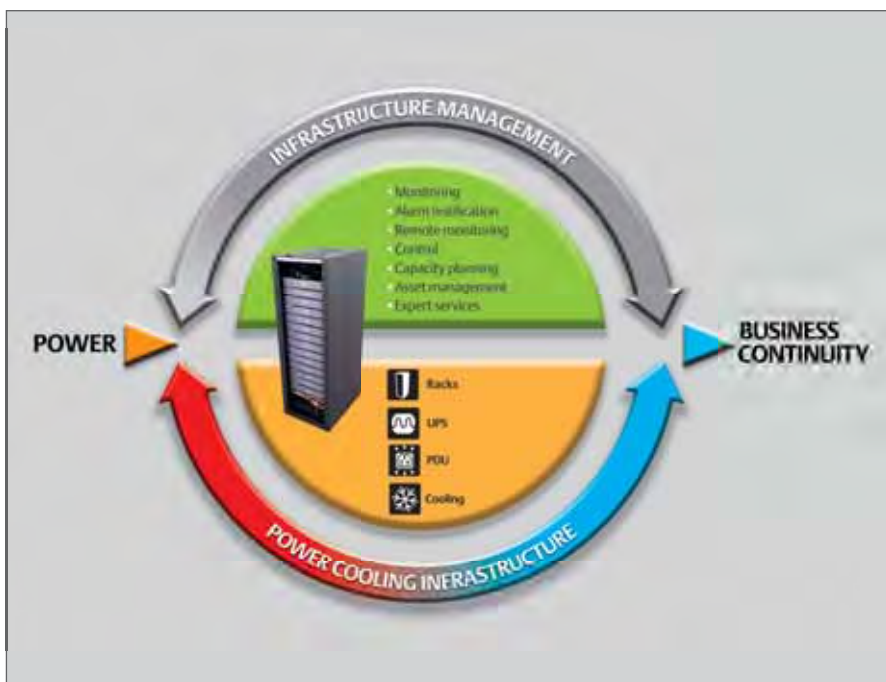 INFRASTRUCTURE MANAGEMENT
• Monitoring
• Alarm notification
• Remote monitoring
• Control
• Capacity planning
• Asset management
• Expert services
POWER
BUSINESS
CONTINUITY
Racks
UPS
PDU
Cooling
POWER COOLING INFRASTRUCTURE